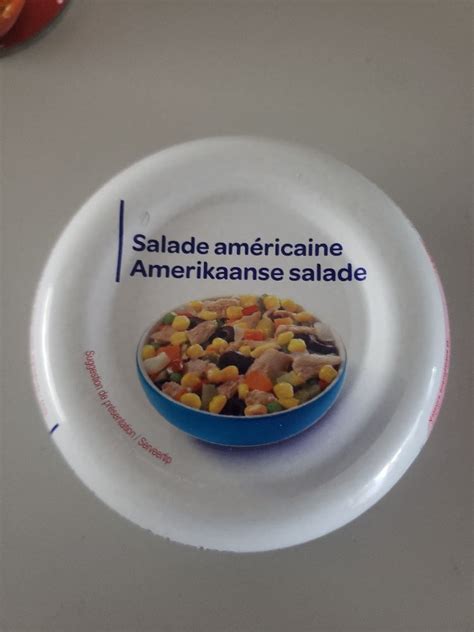 Salade américaine
Amerikaanse salade
Suggestion de présentation / Serveertip